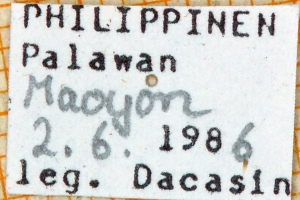 PHILIPPINEN
Palawan
Maoyon
2. 6. 1986
leg. Dacasin